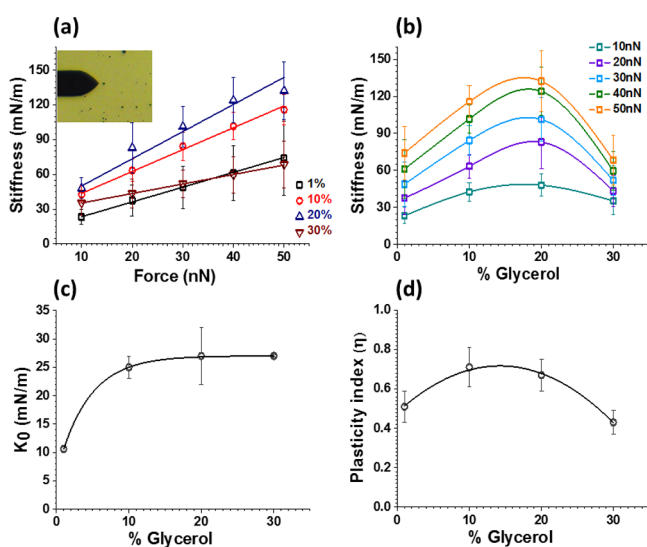 (a)
Stiffness (mN/m)
150
120
90
60
30
0
10 20 30 40 50
Force (nN)
1%
10%
20%
30%
(b)
Stiffness (mN/m)
150
120
90
60
30
0
0 10 20 30
% Glycerol
10nN
20nN
30nN
40nN
50nN
(c)
K0 (mN/m)
35
30
25
20
15
10
5
0
0 10 20 30
% Glycerol
(d)
Plasticity index (η)
1.0
0.8
0.6
0.4
0.2
0.0
0 10 20 30
% Glycerol